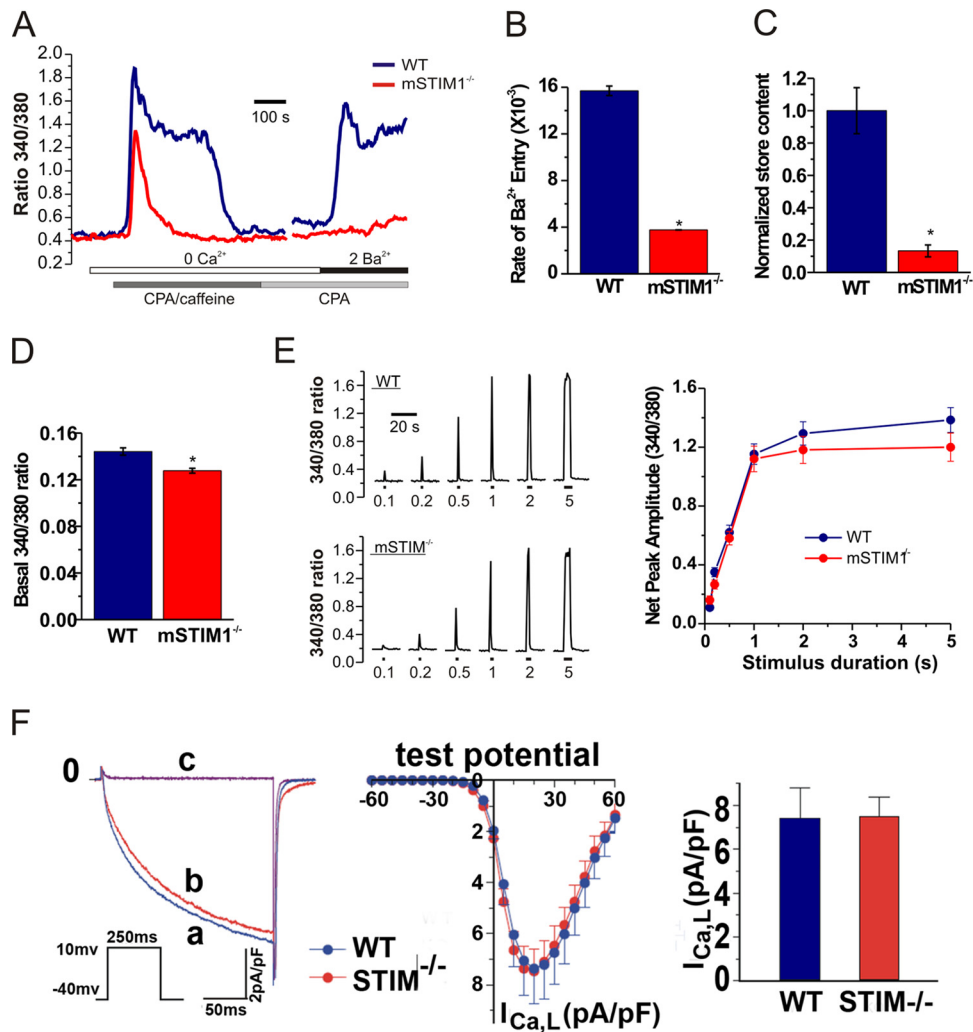 A
Ratio 340/380
2.0
1.8
1.6
1.4
1.2
1.0
0.8
0.6
0.4
0.2
WT
mSTIM1-/-
100 s
0 Ca2+
2 Ba2+
CPA/caffeine
CPA
B
Rate of Ba2+ Entry (X10-3)
16
12
8
4
0
*
WT
mSTIM1-/-
C
Normalized store content
1.2
1.0
0.8
0.6
0.4
0.2
0.0
*
WT
mSTIM1-/-
D
Basal 340/380 ratio
0.16
0.12
0.08
0.04
0.00
*
WT
mSTIM1-/-
E
340/380 ratio
1.6
1.2
0.8
0.4
0.0
WT
20 s
0.1 0.2 0.5 1 2 5
340/380 ratio
1.6
1.2
0.8
0.4
0.0
mSTIM-/-
0.1 0.2 0.5 1 2 5
Net Peak Amplitude (340/380)
1.6
1.2
0.8
0.4
0.0
WT
mSTIM1-/-
0 1 2 3 4 5
Stimulus duration (s)
F
0
c
b
a
10mv
-40mv
250ms
50ms
2pA/pF
test potential
-60 -30 0 30 60
2
4
6
8
WT
STIM-/-
ICa,L (pA/pF)
ICa,L (pA/pF)
8
7
6
5
4
3
2
1
0
WT
STIM-/-